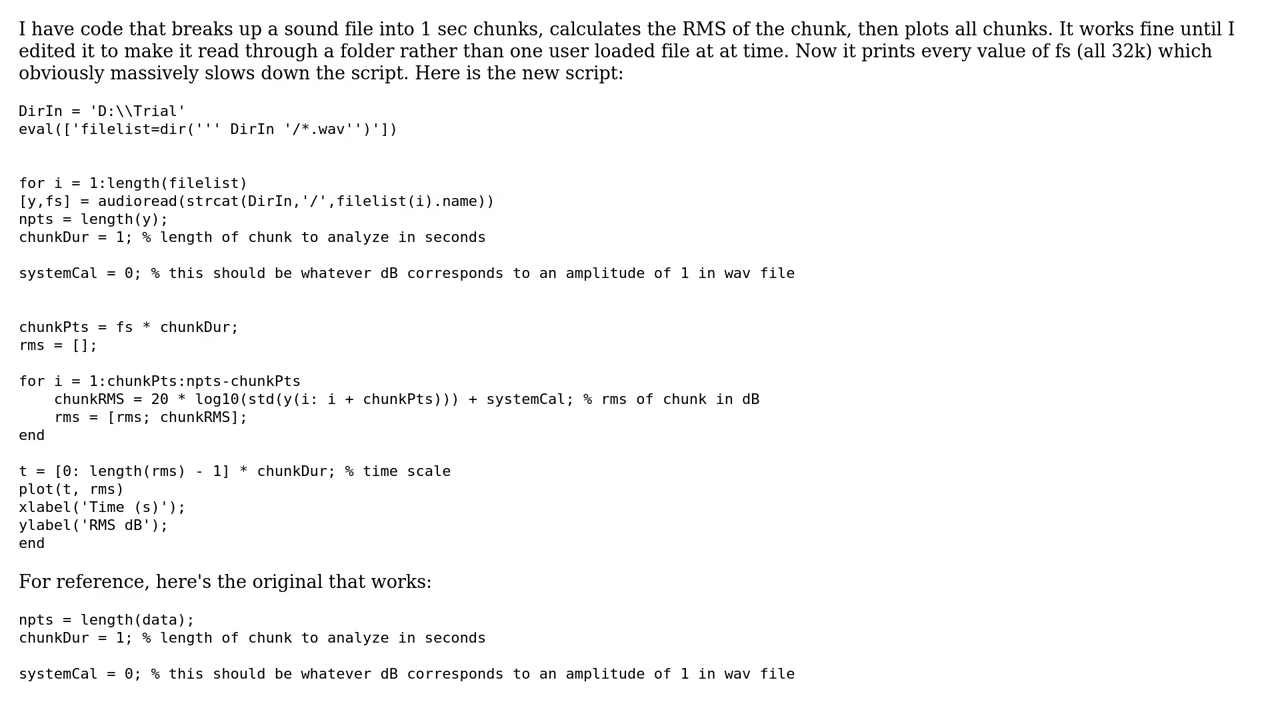 I have code that breaks up a sound file into 1 sec chunks, calculates the RMS of the chunk, then plots all chunks. It works fine until I
edited it to make it read through a folder rather than one user loaded file at at time. Now it prints every value of fs (all 32k) which
obviously massively slows down the script. Here is the new script:
DirIn = 'D:\\Trial'
eval(['filelist=dir(''' DirIn '/*.wav'')'])
for i = 1:length(filelist)
[y,fs] = audioread(strcat(DirIn,'/',filelist(i).name))
npts = length(y);
chunkDur = 1; % length of chunk to analyze in seconds
systemCal = 0; % this should be whatever dB corresponds to an amplitude of 1 in wav file
chunkPts = fs * chunkDur;
rms = [];
for i = 1:chunkPts:npts-chunkPts
    chunkRMS = 20 * log10(std(y(i: i + chunkPts))) + systemCal; % rms of chunk in dB
    rms = [rms; chunkRMS];
end
t = [0: length(rms) - 1] * chunkDur; % time scale
plot(t, rms)
xlabel('Time (s)');
ylabel('RMS dB');
end
For reference, here's the original that works:
npts = length(data);
chunkDur = 1; % length of chunk to analyze in seconds
systemCal = 0; % this should be whatever dB corresponds to an amplitude of 1 in wav file